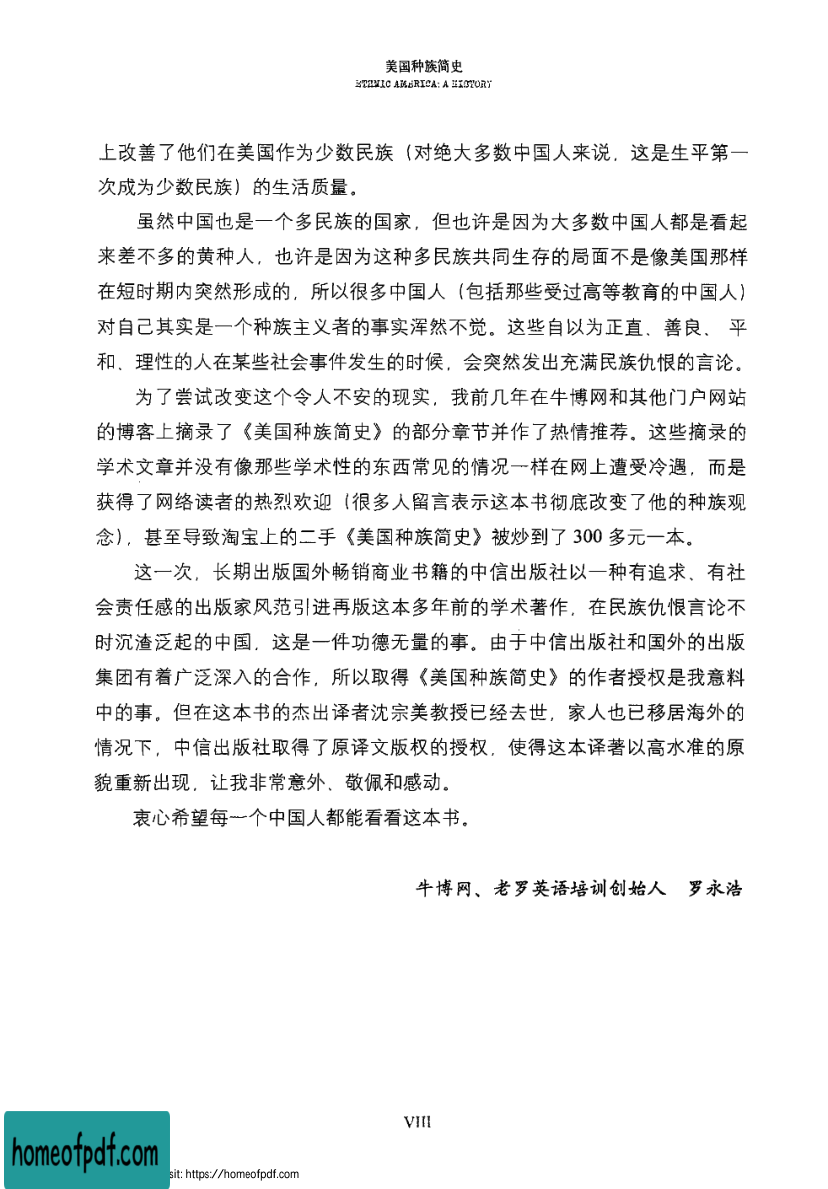 美国种族简史
ETHNIC AMERICA: A HISTORY
上改善了他们在美国作为少数民族（对绝大多数中国人来说，这是生平第一
次成为少数民族）的生活质量。
虽然中国也是一个多民族的国家，但也许是因为大多数中国人都是看起
来差不多的黄种人，也许是因为这种多民族共同生存的局面不是像美国那样
在短时期内突然形成的，所以很多中国人（包括那些受过高等教育的中国人）
对自己其实是一个种族主义者的事实浑然不觉。这些自以为正直、善良、 平
和、理性的人在某些社会事件发生的时候，会突然发出充满民族仇恨的言论。
为了尝试改变这个令人不安的现实，我前几年在牛博网和其他门户网站
的博客上摘录了《美国种族简史》的部分章节并作了热情推荐。这些摘录的
学术文章并没有像那些学术性的东西常见的情况一样在网上遭受冷遇，而是
获得了网络读者的热烈欢迎（很多人留言表示这本书彻底改变了他的种族观
念），甚至导致淘宝上的二手《美国种族简史》被炒到了 300 多元一本。
这一次，长期出版国外畅销商业书籍的中信出版社以一种有追求、有社
会责任感的出版家风范引进再版这本多年前的学术著作，在民族仇恨言论不
时沉渣泛起的中国，这是一件功德无量的事。由于中信出版社和国外的出版
集团有着广泛深入的合作，所以取得《美国种族简史》的作者授权是我意料
中的事。但在这本书的杰出译者沈宗美教授已经去世，家人也已移居海外的
情况下，中信出版社取得了原译文版权的授权，使得这本译著以高水准的原
貌重新出现，让我非常意外、敬佩和感动。
衷心希望每一个中国人都能看看这本书。
牛博网、老罗英语培训创始人 罗永浩
VIII
homeofpdf.com
sit: https://homeofpdf.com